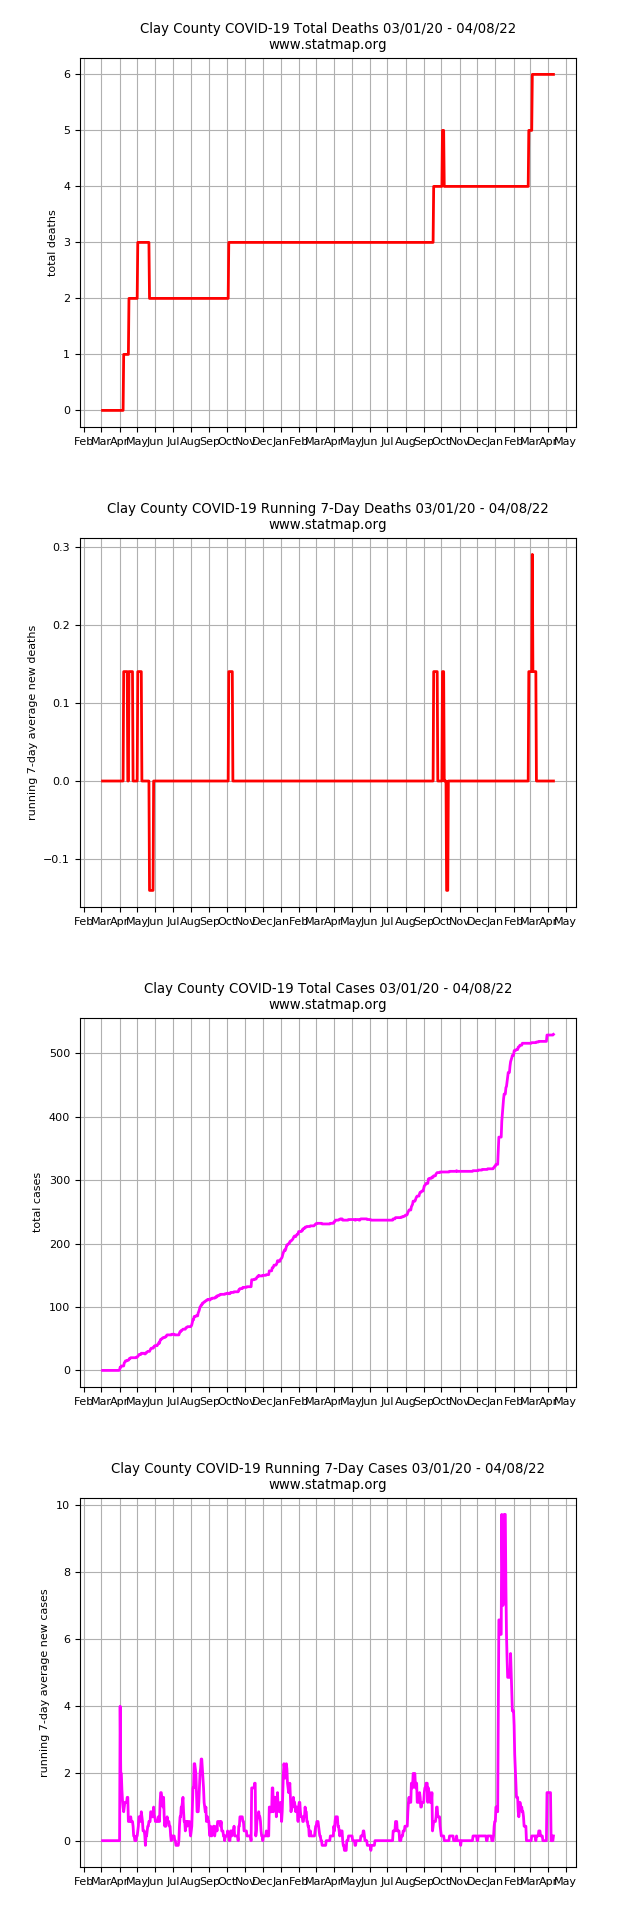 Clay County COVID-19 Total Deaths 03/01/20 - 04/08/22
www.statmap.org
6
5
4
3
2
1
0
total deaths
Feb Mar Apr May Jun Jul Aug Sep Oct Nov Dec Jan Feb Mar Apr May Jun Jul Aug Sep Oct Nov Dec Jan Feb Mar Apr May
Clay County COVID-19 Running 7-Day Deaths 03/01/20 - 04/08/22
www.statmap.org
0.3
0.2
0.1
0.0
−0.1
running 7-day average new deaths
Feb Mar Apr May Jun Jul Aug Sep Oct Nov Dec Jan Feb Mar Apr May Jun Jul Aug Sep Oct Nov Dec Jan Feb Mar Apr May
Clay County COVID-19 Total Cases 03/01/20 - 04/08/22
www.statmap.org
500
400
300
200
100
0
total cases
Feb Mar Apr May Jun Jul Aug Sep Oct Nov Dec Jan Feb Mar Apr May Jun Jul Aug Sep Oct Nov Dec Jan Feb Mar Apr May
Clay County COVID-19 Running 7-Day Cases 03/01/20 - 04/08/22
www.statmap.org
10
8
6
4
2
0
running 7-day average new cases
Feb Mar Apr May Jun Jul Aug Sep Oct Nov Dec Jan Feb Mar Apr May Jun Jul Aug Sep Oct Nov Dec Jan Feb Mar Apr May